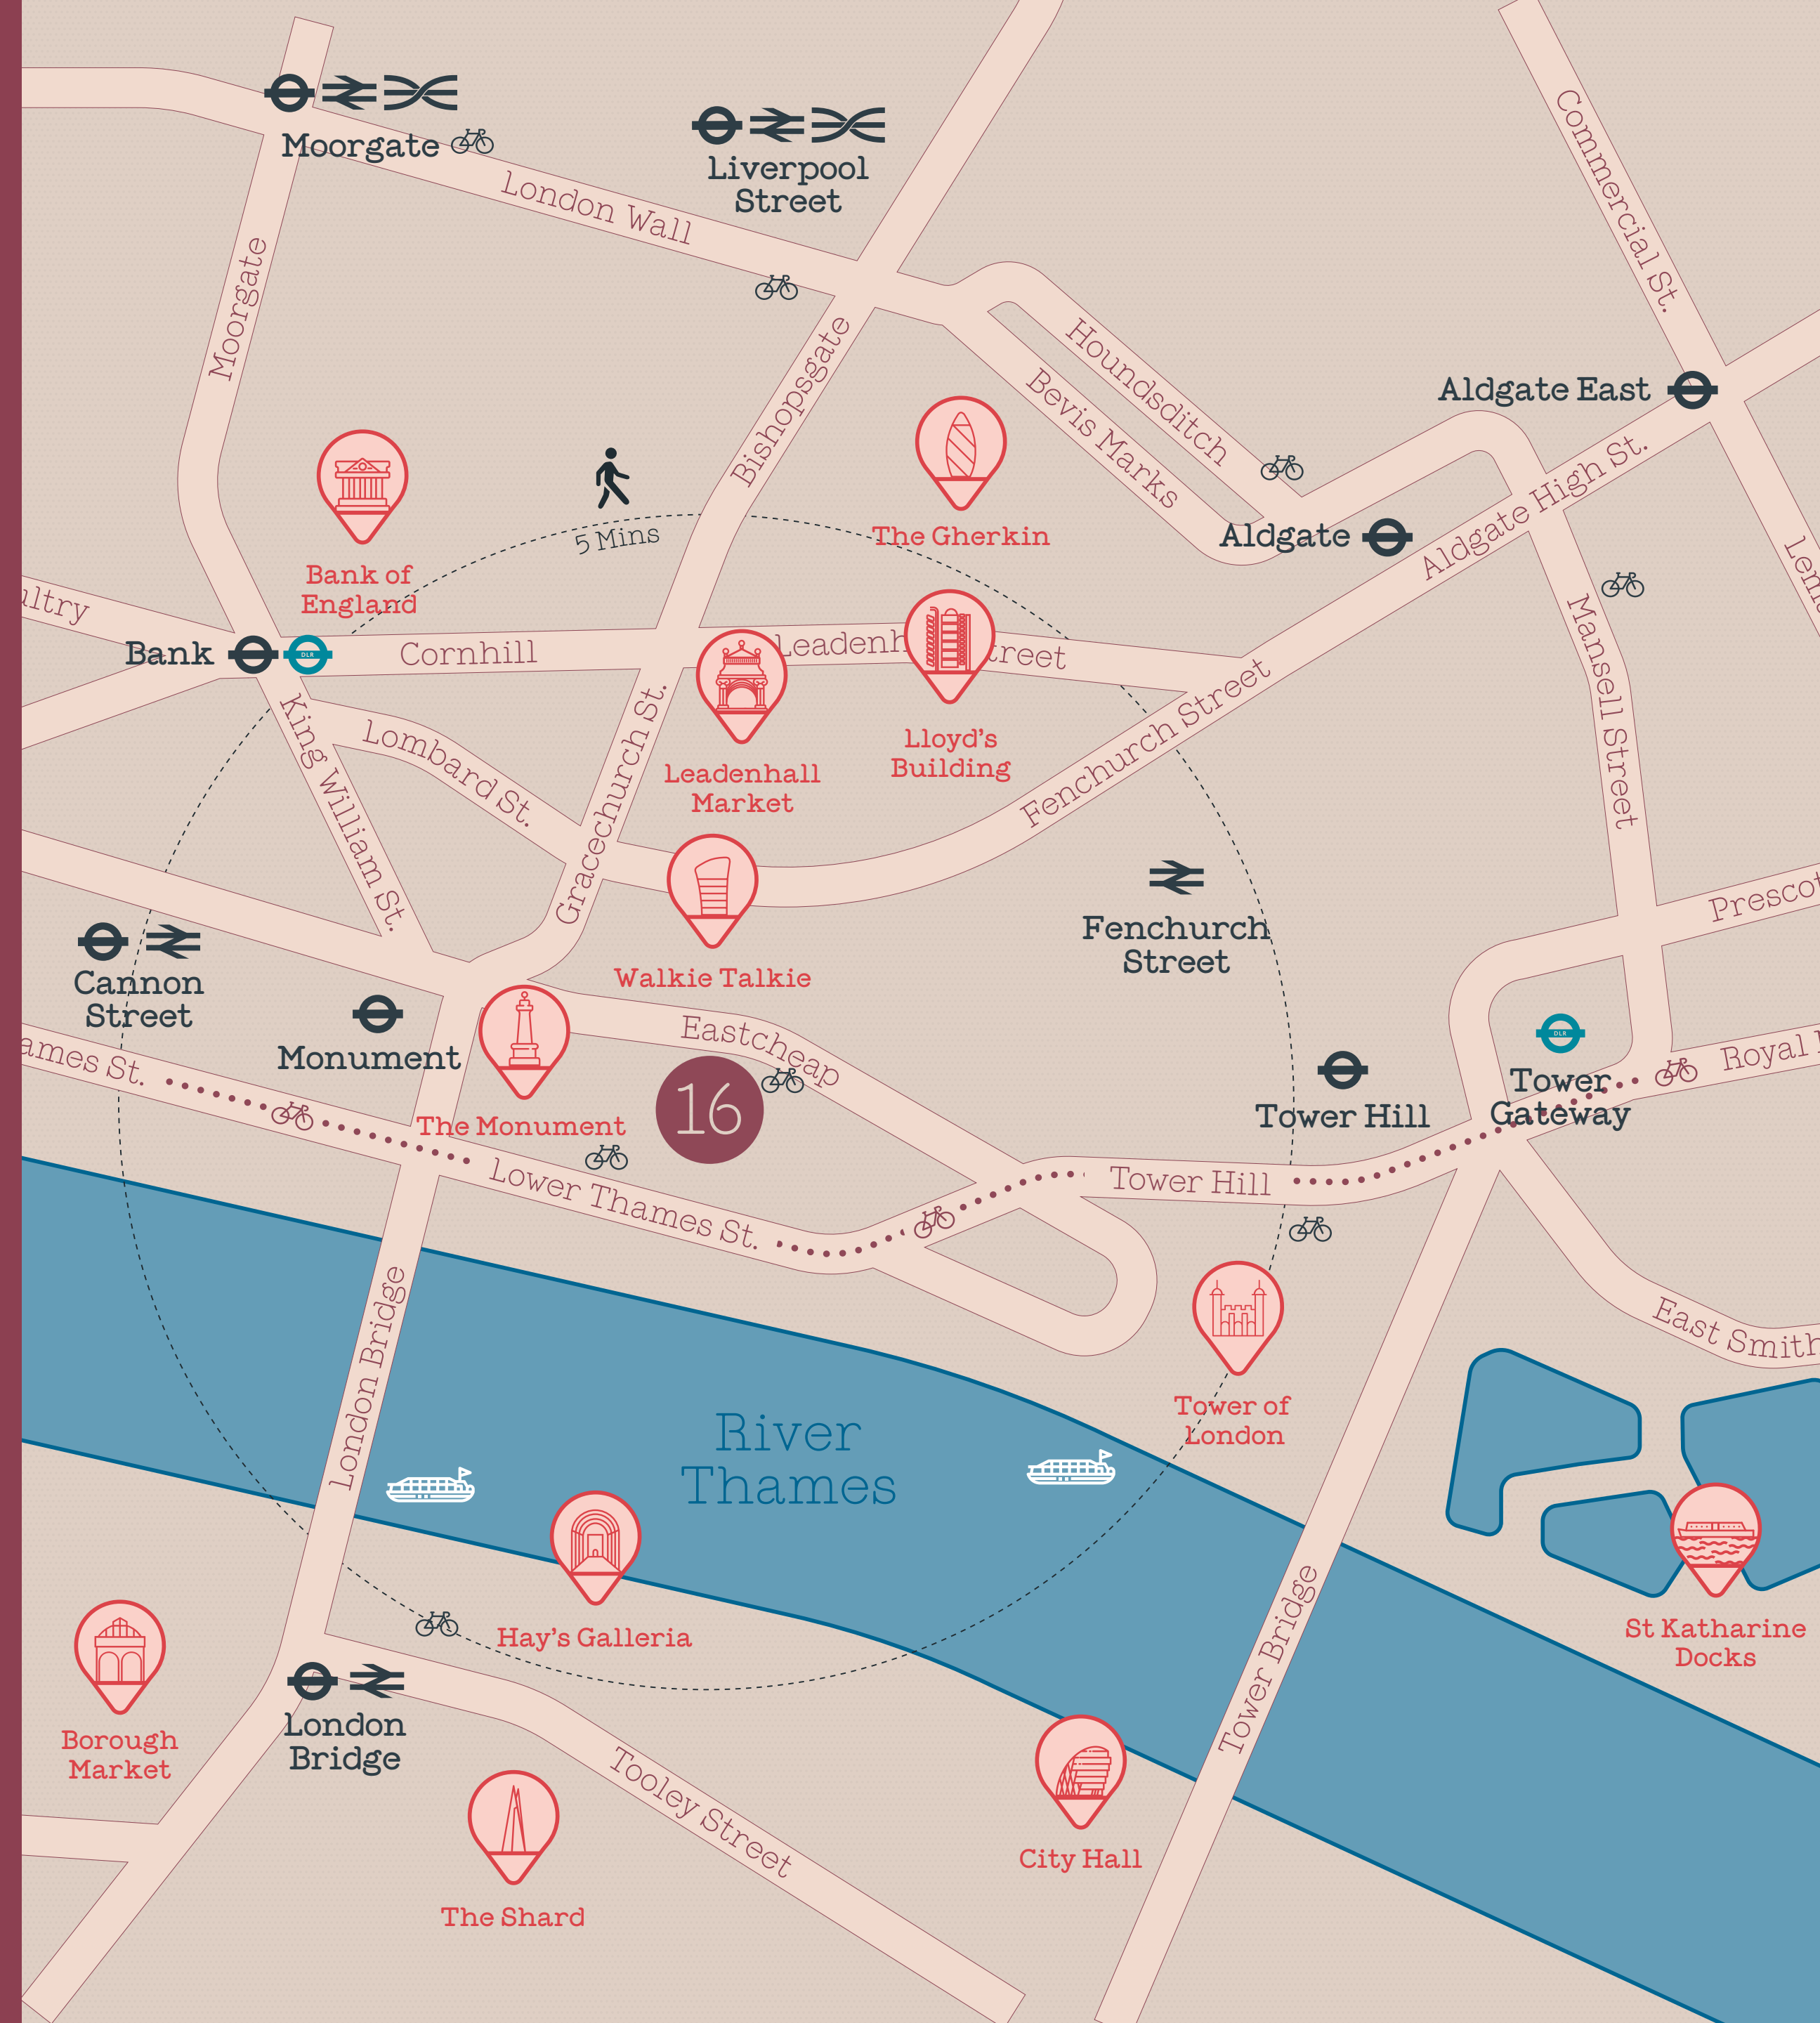 Moorgate
Liverpool
Street
London Wall
Commercial St.
Moorgate
Bishopsgate
Houndsditch
Bevis Marks
Aldgate East
Aldgate High St.
The Gherkin
Aldgate
5 Mins
Bank of
England
Bank
DLR
Cornhill
Mansell Street
King William St.
Lombard St.
Gracechurch St.
Leadenhall
Market
Lloyd's
Building
Fenchurch Street
Walkie Talkie
Fenchurch
Street
Cannon
Street
Monument
Eastcheap
DLR
Tower
Gateway
Tower Hill
The Monument
16
Lower Thames St.
Tower Hill
London Bridge
Tower of
London
River
Thames
Hay's Galleria
St Katharine
Docks
Tower Bridge
Borough
Market
London
Bridge
Tooley Street
City Hall
The Shard